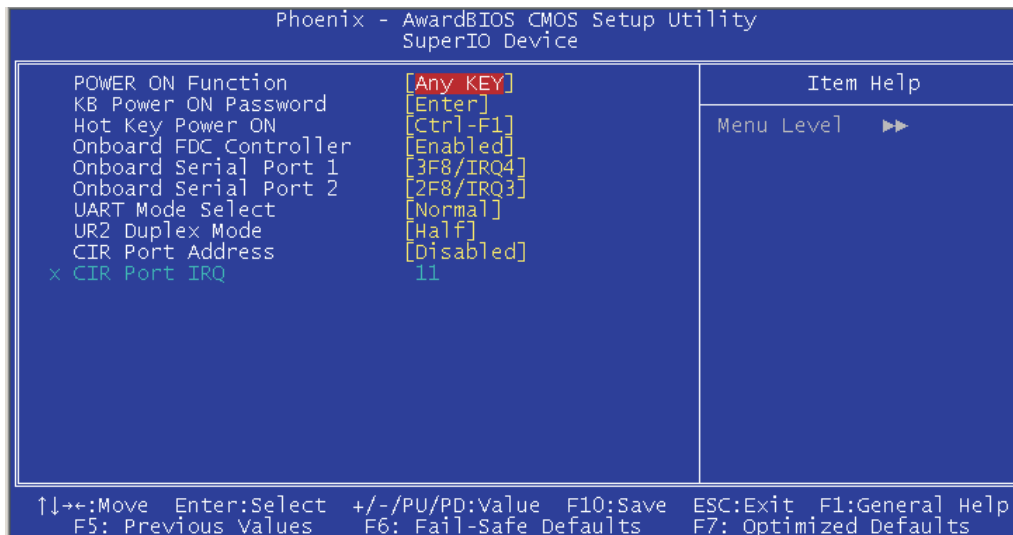 Phoenix - AwardBIOS CMOS Setup Utility
SuperIO Device
POWER ON Function [Any KEY]
KB Power ON Password [Enter]
Hot Key Power ON [Ctrl-F1]
Onboard FDC Controller [Enabled]
Onboard Serial Port 1 [3F8/IRQ4]
Onboard Serial Port 2 [2F8/IRQ3]
UART Mode Select [Normal]
UR2 Duplex Mode [Half]
CIR Port Address [Disabled]
x CIR Port IRQ 11
Item Help
Menu Level ►►
↑↓→←:Move Enter:Select +/-/PU/PD:Value F10:Save ESC:Exit F1:General Help
F5: Previous Values F6: Fail-Safe Defaults F7: Optimized Defaults